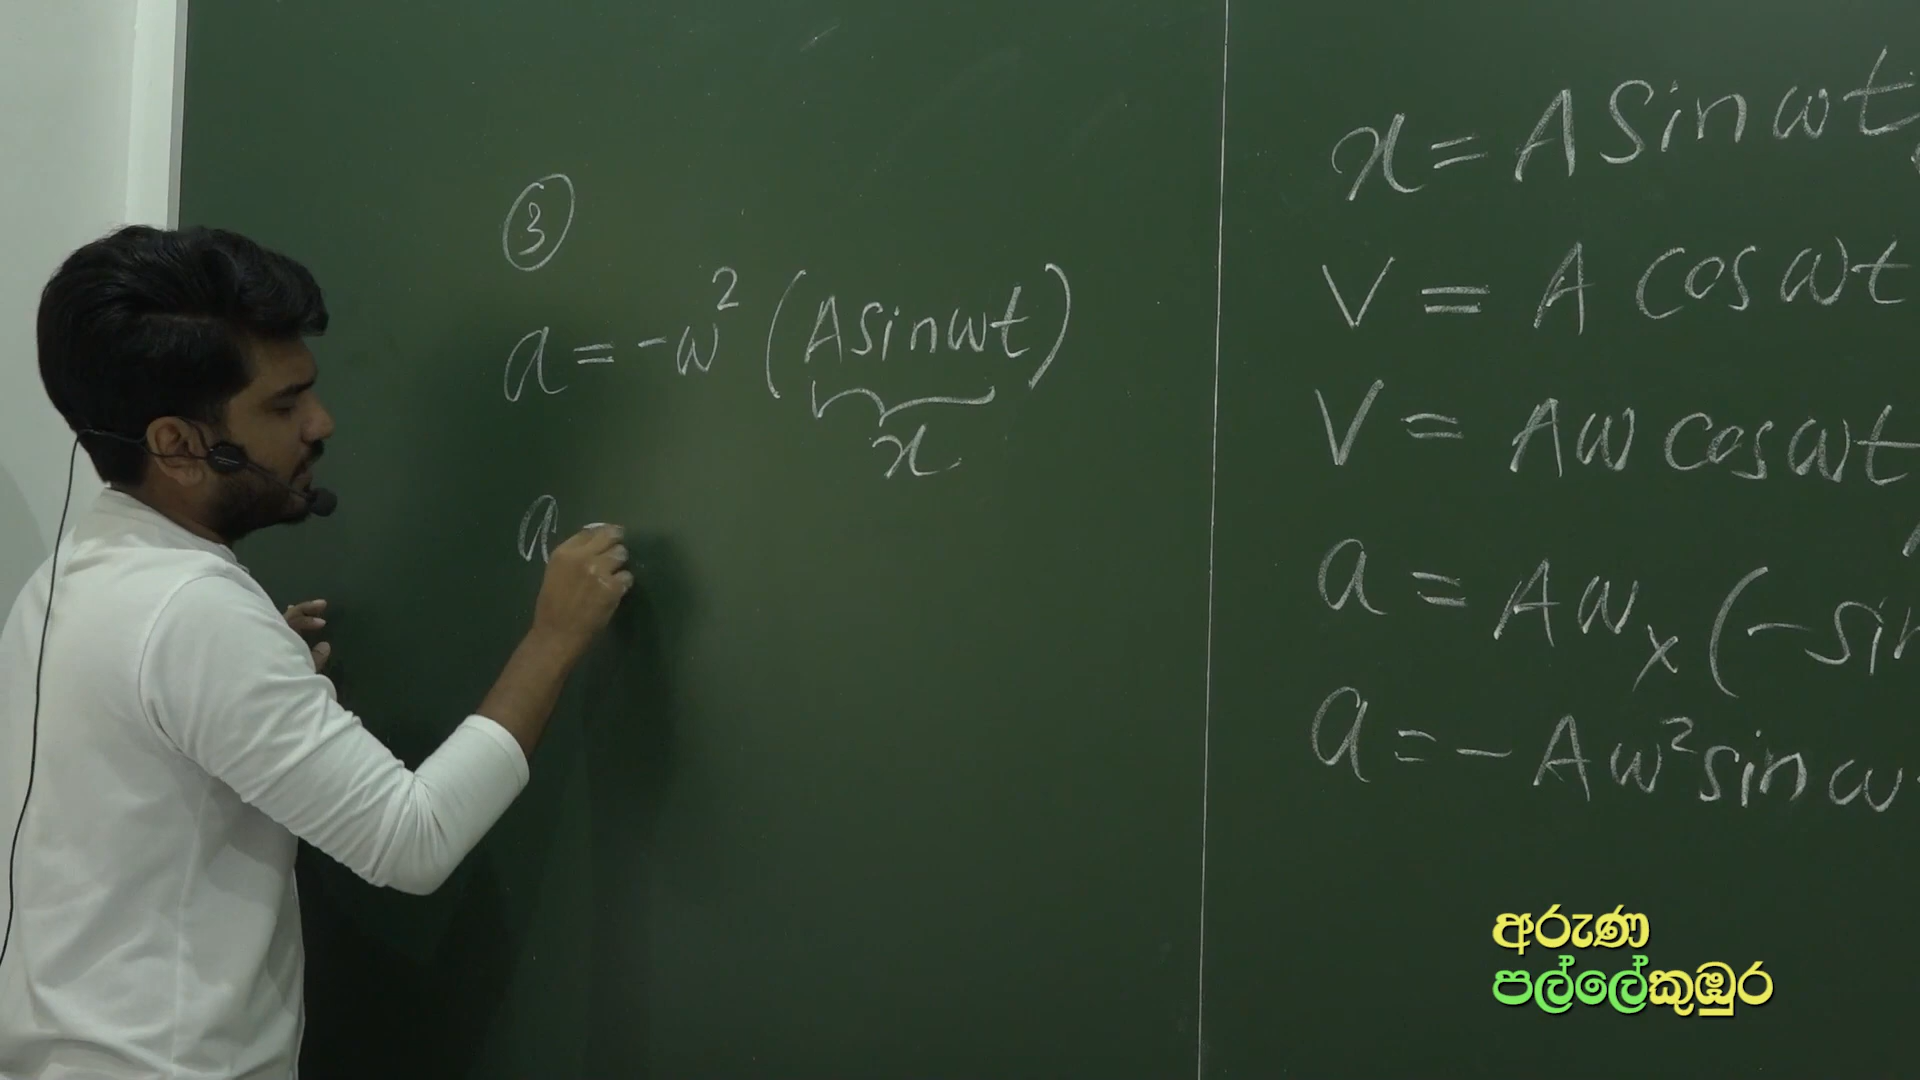 ③
a = -ω² (A sin ωt)
x
a
x = A Sin ωt
V = A cos ωt
V = Aω cos ωt
a = Aω x (- sin
a = - Aω² sin ω
අරුණ
පල්ලේකුඹුර